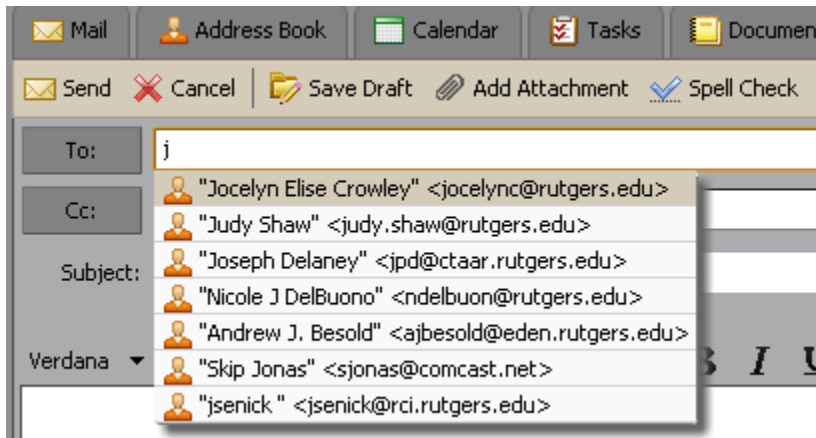 Mail Address Book Calendar Tasks Documen
Send Cancel Save Draft Add Attachment Spell Check
To: j
"Jocelyn Elise Crowley" <jocelync@rutgers.edu>
Cc:
"Judy Shaw" <judy.shaw@rutgers.edu>
Subject: "Joseph Delaney" <jpd@ctaar.rutgers.edu>
"Nicole J DelBuono" <ndelbuon@rutgers.edu>
"Andrew J. Besold" <ajbesold@eden.rutgers.edu>
Verdana "Skip Jonas" <sjonas@comcast.net> B I U
"jsenick " <jsenick@rci.rutgers.edu>